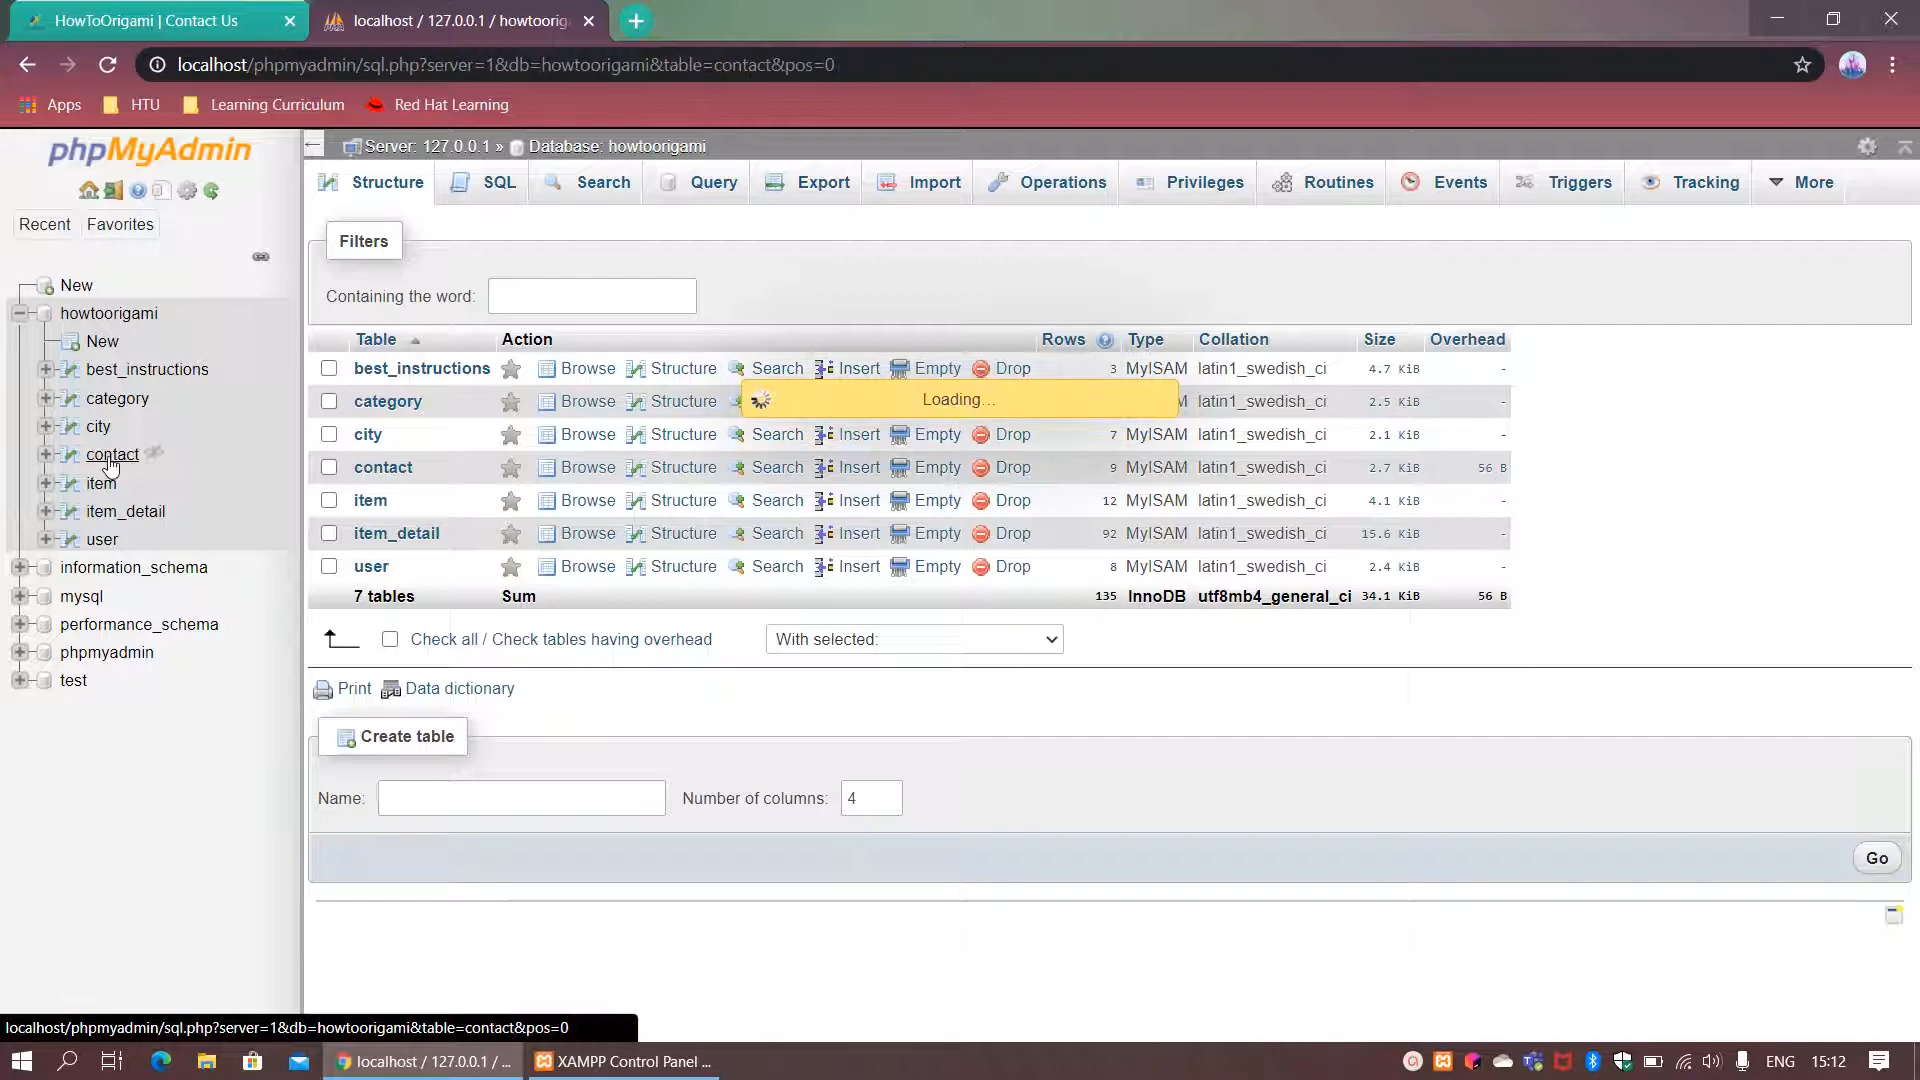 HowToOrigami | Contact Us
localhost / 127.0.0.1 / howtoorig
localhost/phpmyadmin/sql.php?server=1&db=howtoorigami&table=contact&pos=0
Apps HTU Learning Curriculum Red Hat Learning
phpMyAdmin
Recent Favorites
New
howtoorigami
New
best_instructions
category
city
contact
item
item_detail
user
information_schema
mysql
performance_schema
phpmyadmin
test
Server: 127.0.0.1 » Database: howtoorigami
Structure SQL Search Query Export Import Operations Privileges Routines Events Triggers Tracking More
Filters
Containing the word:
Table Action Rows Type Collation Size Overhead
best_instructions Browse Structure Search Insert Empty Drop 3 MyISAM latin1_swedish_ci 4.7 KiB -
category Browse Structure latin1_swedish_ci 2.5 KiB -
Loading...
city Browse Structure Search Insert Empty Drop 7 MyISAM latin1_swedish_ci 2.1 KiB -
contact Browse Structure Search Insert Empty Drop 9 MyISAM latin1_swedish_ci 2.7 KiB 56 B
item Browse Structure Search Insert Empty Drop 12 MyISAM latin1_swedish_ci 4.1 KiB -
item_detail Browse Structure Search Insert Empty Drop 92 MyISAM latin1_swedish_ci 15.6 KiB -
user Browse Structure Search Insert Empty Drop 8 MyISAM latin1_swedish_ci 2.4 KiB -
7 tables Sum 135 InnoDB utf8mb4_general_ci 34.1 KiB 56 B
Check all / Check tables having overhead With selected:
Print Data dictionary
Create table
Name: Number of columns: 4
Go
localhost/phpmyadmin/sql.php?server=1&db=howtoorigami&table=contact&pos=0
localhost / 127.0.0.1 / ... XAMPP Control Panel ... ENG 15:12